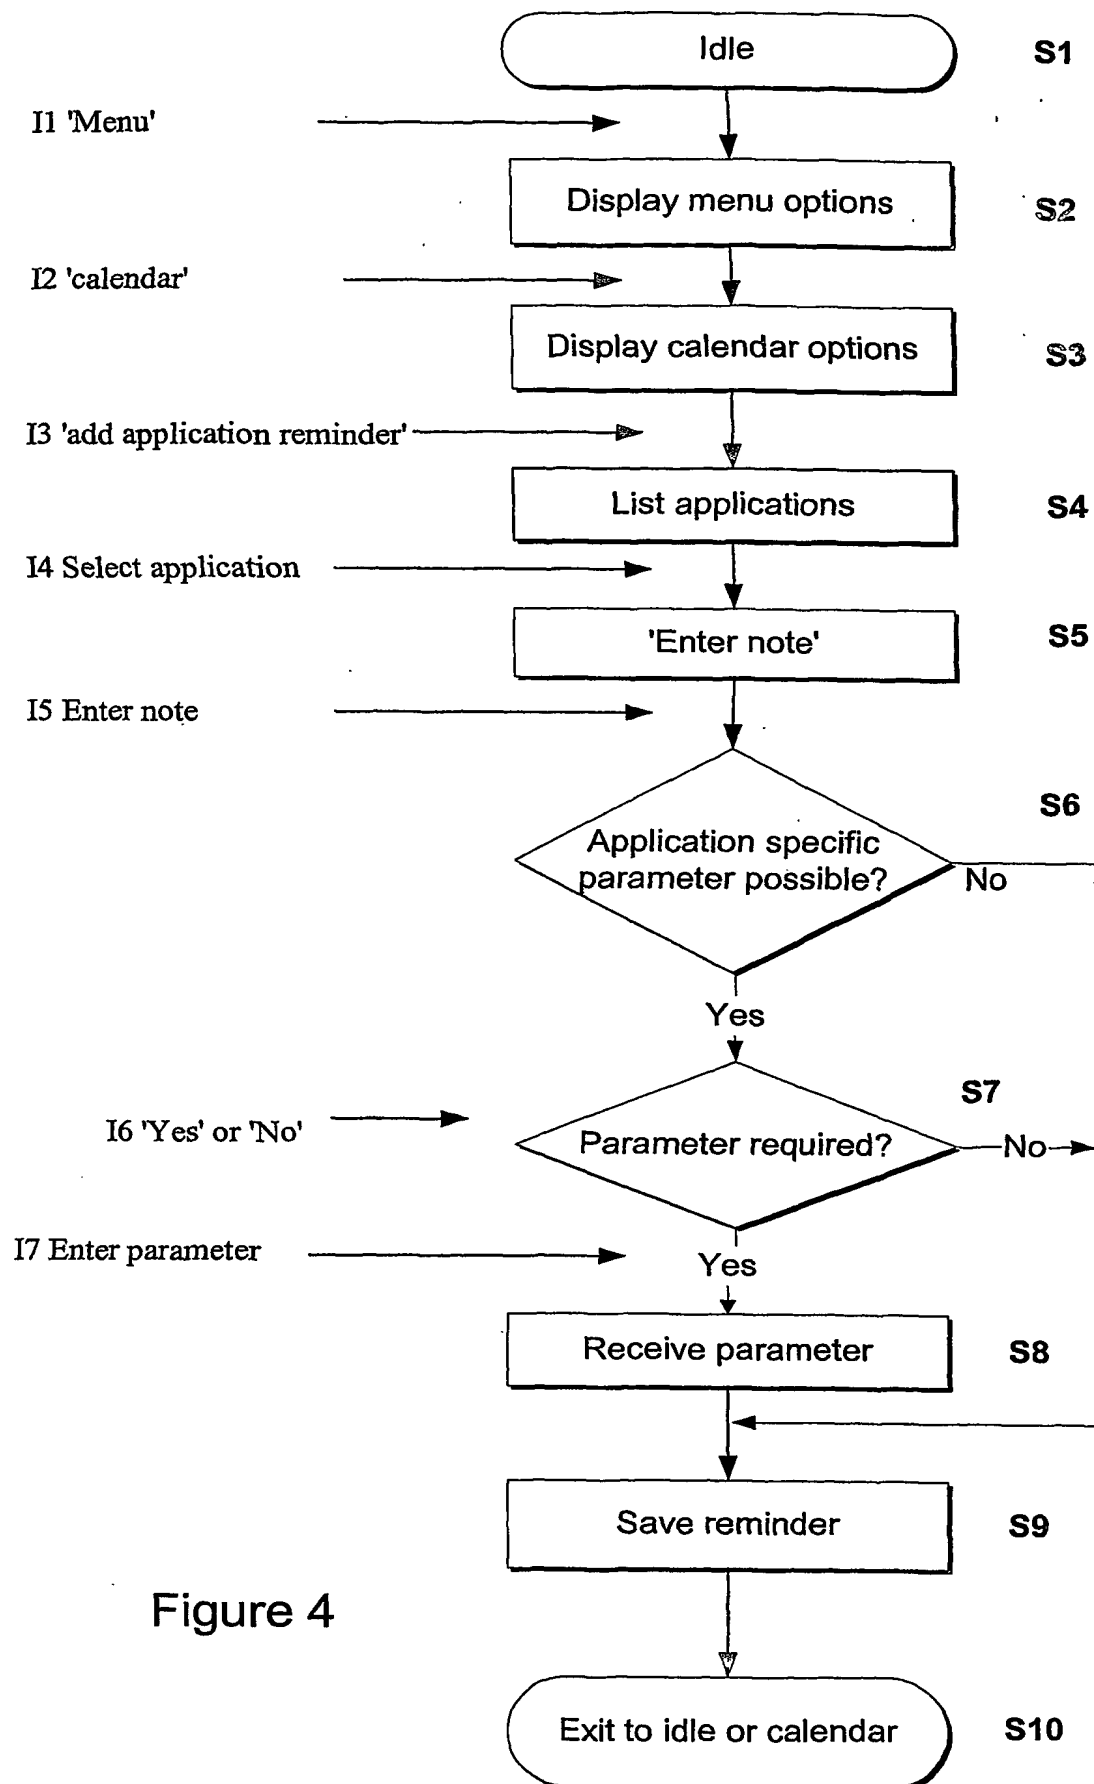 Idle
S1
I1 'Menu'
Display menu options
S2
I2 'calendar'
Display calendar options
S3
I3 'add application reminder'
List applications
S4
I4 Select application
'Enter note'
S5
I5 Enter note
S6
Application specific
parameter possible?
No
Yes
S7
I6 'Yes' or 'No'
Parameter required?
No
I7 Enter parameter
Yes
Receive parameter
S8
Save reminder
S9
Figure 4
Exit to idle or calendar
S10